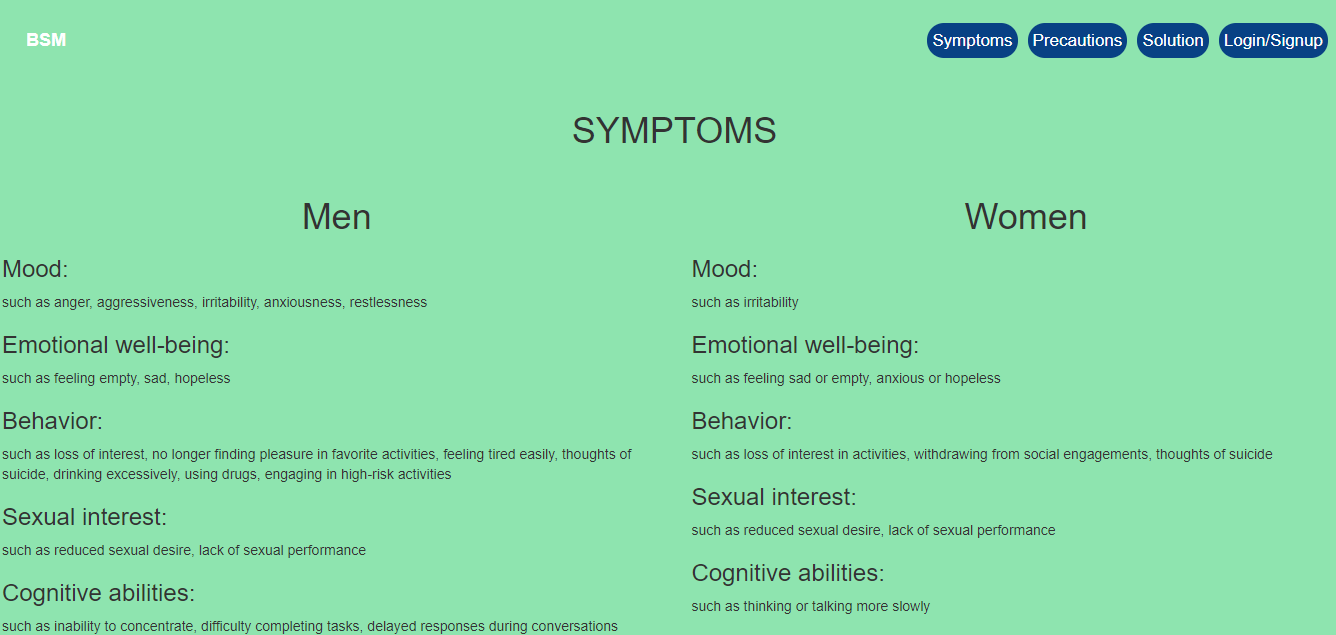 BSM
Symptoms
Precautions
Solution
Login/Signup
SYMPTOMS
Men
Mood:
such as anger, aggressiveness, irritability, anxiousness, restlessness
Emotional well-being:
such as feeling empty, sad, hopeless
Behavior:
such as loss of interest, no longer finding pleasure in favorite activities, feeling tired easily, thoughts of
suicide, drinking excessively, using drugs, engaging in high-risk activities
Sexual interest:
such as reduced sexual desire, lack of sexual performance
Cognitive abilities:
such as inability to concentrate, difficulty completing tasks, delayed responses during conversations
Women
Mood:
such as irritability
Emotional well-being:
such as feeling sad or empty, anxious or hopeless
Behavior:
such as loss of interest in activities, withdrawing from social engagements, thoughts of suicide
Sexual interest:
such as reduced sexual desire, lack of sexual performance
Cognitive abilities:
such as thinking or talking more slowly